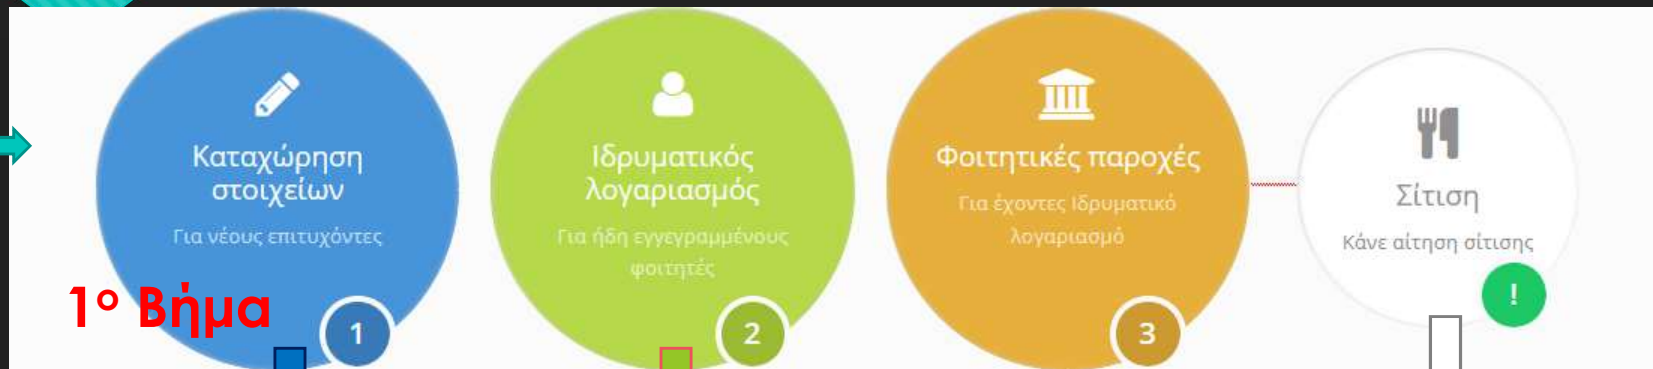 Καταχώρηση
στοιχείων
Για νέους επιτυχόντες
1
1ο Βήμα
Ιδρυματικός
λογαριασμός
Για ήδη εγγεγραμμένους
φοιτητές
2
Φοιτητικές παροχές
Για έχοντες Ιδρυματικό
λογαριασμό
3
Σίτιση
Κάνε αίτηση σίτισης
!